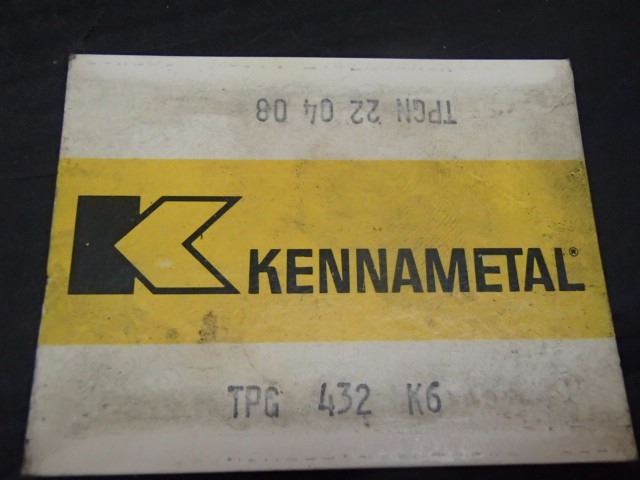 TPGN 22 04 08
KENNAMETAL®
TPG 432 K6